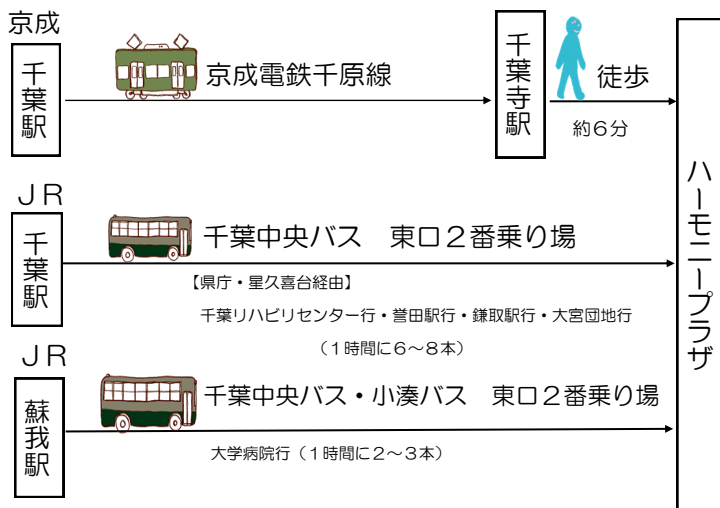 京成
千葉駅
京成電鉄千原線
千葉寺駅
徒歩
約６分
ＪＲ
千葉駅
千葉中央バス　東口２番乗り場
【県庁・星久喜台経由】
千葉リハビリセンター行・誉田駅行・鎌取駅行・大宮団地行
（１時間に６～８本）
ＪＲ
蘇我駅
千葉中央バス・小湊バス　東口２番乗り場
大学病院行（１時間に２～３本）
ハーモニープラザ